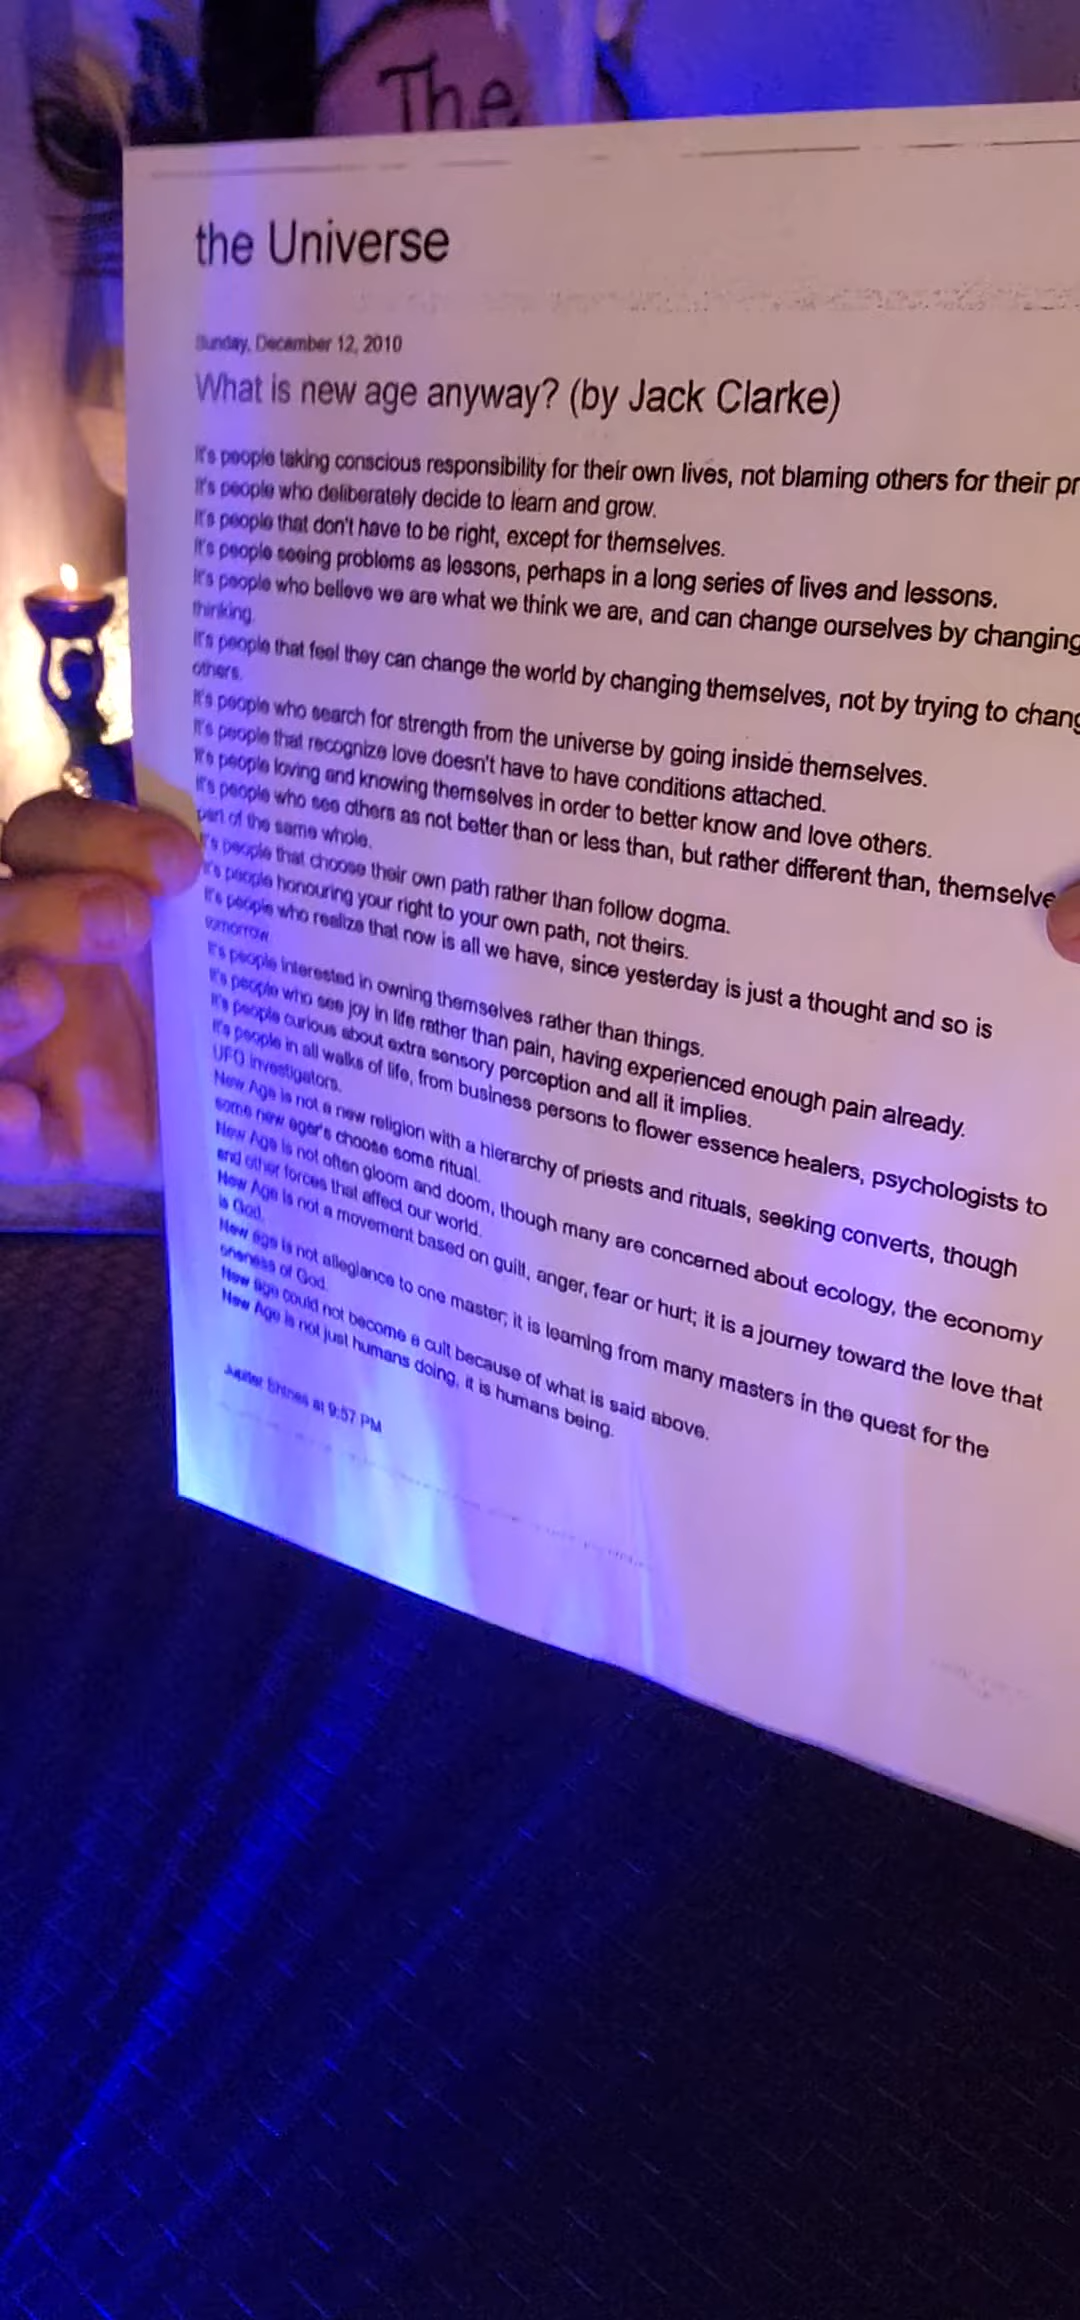 The
the Universe
Sunday, December 12, 2010
What is new age anyway? (by Jack Clarke)
It's people taking conscious responsibility for their own lives, not blaming others for their pr
It's people who deliberately decide to learn and grow.
It's people that don't have to be right, except for themselves.
It's people seeing problems as lessons, perhaps in a long series of lives and lessons.
It's people who believe we are what we think we are, and can change ourselves by changing
thinking.
It's people that feel they can change the world by changing themselves, not by trying to chang
others.
It's people who search for strength from the universe by going inside themselves.
It's people that recognize love doesn't have to have conditions attached.
It's people loving and knowing themselves in order to better know and love others.
It's people who see others as not better than or less than, but rather different than, themselve
part of the same whole.
It's people that choose their own path rather than follow dogma.
It's people honouring your right to your own path, not theirs.
It's people who realize that now is all we have, since yesterday is just a thought and so is
tomorrow.
It's people interested in owning themselves rather than things.
It's people who see joy in life rather than pain, having experienced enough pain already.
It's people curious about extra sensory perception and all it implies.
It's people in all walks of life, from business persons to flower essence healers, psychologists to
UFO investigators.
New Age is not a new religion with a hierarchy of priests and rituals, seeking converts, though
some new ager's choose some ritual.
New Age is not often gloom and doom, though many are concerned about ecology, the economy
and other forces that affect our world.
New Age is not a movement based on guilt, anger, fear or hurt; it is a journey toward the love that
is God.
New age is not allegiance to one master; it is learning from many masters in the quest for the
oneness of God.
New age could not become a cult because of what is said above.
New Age is not just humans doing, it is humans being.
Jupiter Shines at 9:57 PM